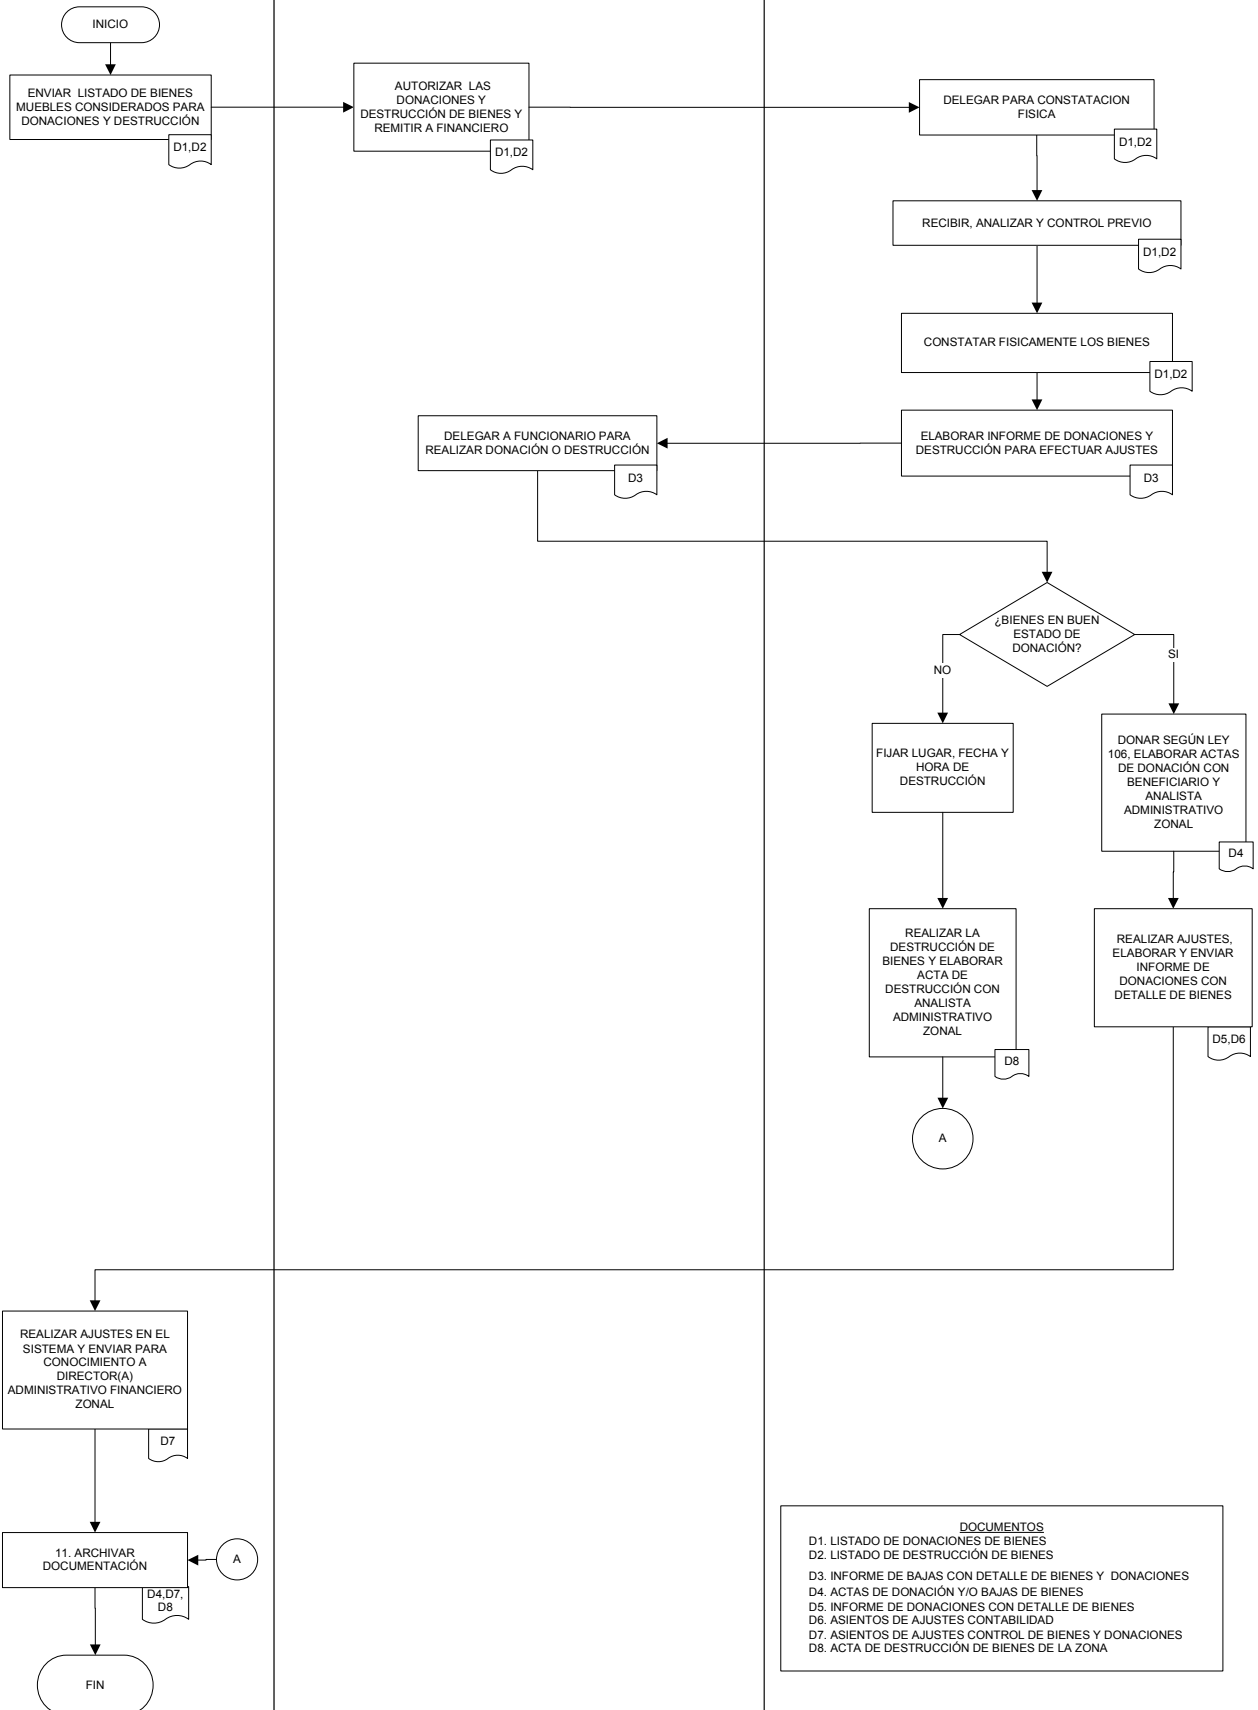 INICIO
ENVIAR LISTADO DE BIENES
MUEBLES CONSIDERADOS PARA
DONACIONES Y DESTRUCCIÓN
D1,D2
AUTORIZAR LAS
DONACIONES Y
DESTRUCCIÓN DE BIENES Y
REMITIR A FINANCIERO
D1,D2
DELEGAR PARA CONSTATACION
FISICA
D1,D2
RECIBIR, ANALIZAR Y CONTROL PREVIO
D1,D2
CONSTATAR FISICAMENTE LOS BIENES
D1,D2
ELABORAR INFORME DE DONACIONES Y
DESTRUCCIÓN PARA EFECTUAR AJUSTES
D3
DELEGAR A FUNCIONARIO PARA
REALIZAR DONACIÓN O DESTRUCCIÓN
D3
¿BIENES EN BUEN
ESTADO DE
DONACIÓN?
NO
SI
FIJAR LUGAR, FECHA Y
HORA DE
DESTRUCCIÓN
DONAR SEGÚN LEY
106, ELABORAR ACTAS
DE DONACIÓN CON
BENEFICIARIO Y
ANALISTA
ADMINISTRATIVO
ZONAL
D4
REALIZAR LA
DESTRUCCIÓN DE
BIENES Y ELABORAR
ACTA DE
DESTRUCCIÓN CON
ANALISTA
ADMINISTRATIVO
ZONAL
D8
REALIZAR AJUSTES,
ELABORAR Y ENVIAR
INFORME DE
DONACIONES CON
DETALLE DE BIENES
D5,D6
A
REALIZAR AJUSTES EN EL
SISTEMA Y ENVIAR PARA
CONOCIMIENTO A
DIRECTOR(A)
ADMINISTRATIVO FINANCIERO
ZONAL
D7
11. ARCHIVAR
DOCUMENTACIÓN
A
D4,D7,
D8
FIN
DOCUMENTOS
D1. LISTADO DE DONACIONES DE BIENES
D2. LISTADO DE DESTRUCCIÓN DE BIENES
D3. INFORME DE BAJAS CON DETALLE DE BIENES Y DONACIONES
D4. ACTAS DE DONACIÓN Y/O BAJAS DE BIENES
D5. INFORME DE DONACIONES CON DETALLE DE BIENES
D6. ASIENTOS DE AJUSTES CONTABILIDAD
D7. ASIENTOS DE AJUSTES CONTROL DE BIENES Y DONACIONES
D8. ACTA DE DESTRUCCIÓN DE BIENES DE LA ZONA